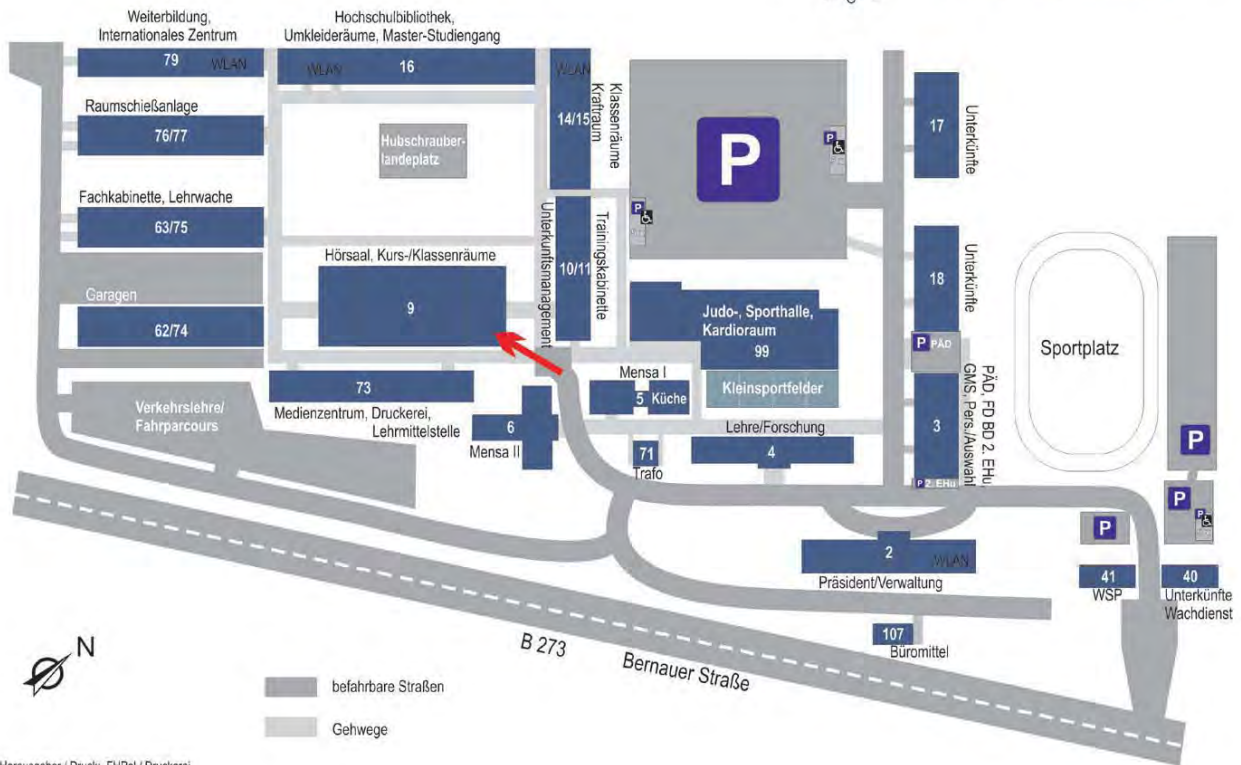 Weiterbildung,
Internationales Zentrum
79 WLAN
Hochschulbibliothek,
Umkleideräume, Master-Studiengang
WLAN 16
WLAN
14/15
Klassenräume
Kraftraum
P
P
P
17
Unterkünfte
Raumschießanlage
76/77
Hubschrauber-
landeplatz
Fachkabinette, Lehrwache
63/75
Unterkunftsmanagement
10/11
Trainingskabinette
18
Unterkünfte
Hörsaal, Kurs-/Klassenräume
9
Garagen
62/74
Judo-, Sporthalle,
Kardioraum
99
Kleinsportfelder
P PÄD
Sportplatz
73
Medienzentrum, Druckerei,
Lehrmittelstelle
Mensa I
5 Küche
6
Mensa II
Verkehrslehre/
Fahrparcours
71
Trafo
Lehre/Forschung
4
3
PÄD, FD BD 2. EHu,
GMS, Pers./Auswahl
P 2. EHu
P
P
P
P
2 WLAN
Präsident/Verwaltung
41
WSP
40
Unterkünfte
Wachdienst
107
Büromittel
B 273 Bernauer Straße
N
befahrbare Straßen
Gehwege